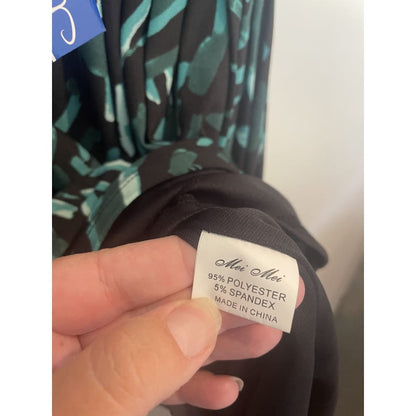 Mei Mei
95% POLYESTER
5% SPANDEX
MADE IN CHINA